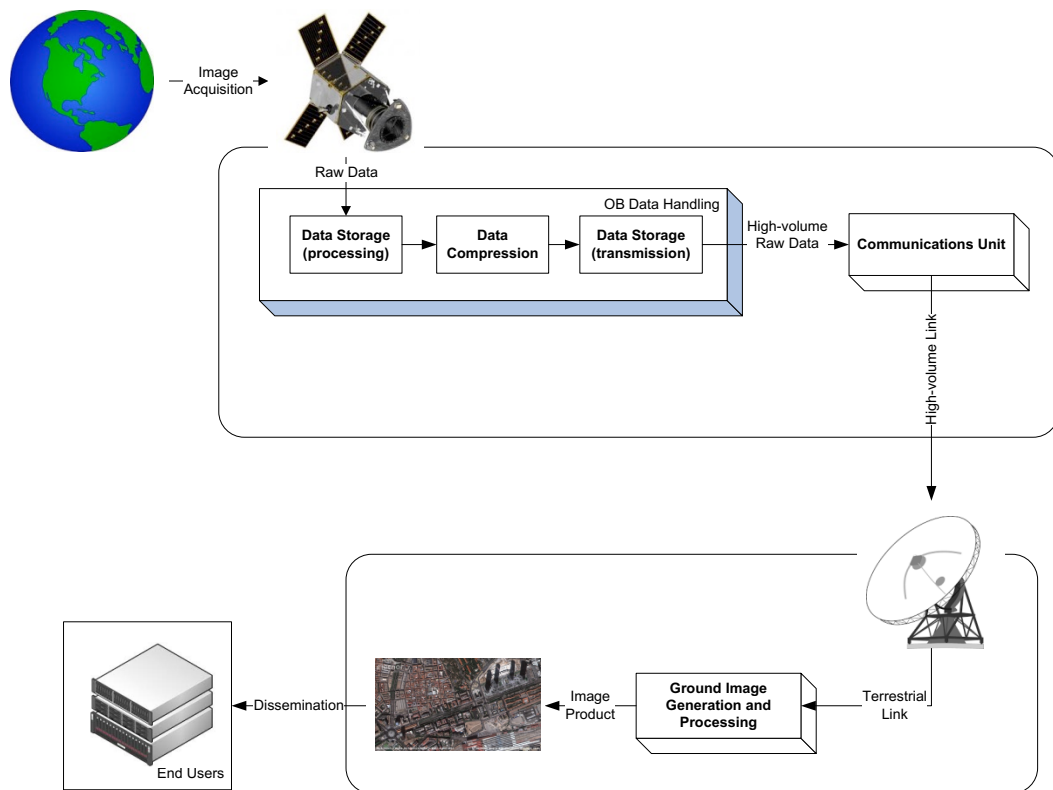 Image
Acquisition
Raw Data
OB Data Handling
Data Storage
(processing)
Data
Compression
Data Storage
(transmission)
High-volume
Raw Data
Communications Unit
High-volume Link
Terrestrial
Link
Ground Image
Generation and
Processing
Image
Product
Dissemination
End Users